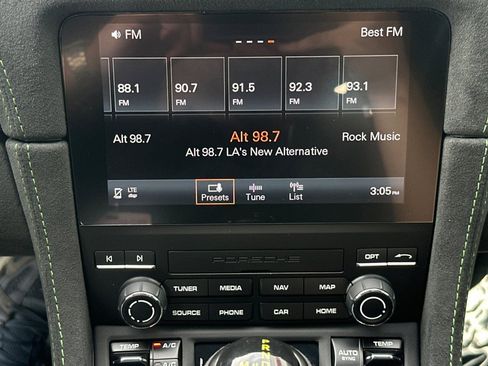 FM
Best FM
88.1 90.7 91.5 92.3 93.1
FM FM FM FM FM
Alt 98.7 Alt 98.7 Rock Music
Alt 98.7 LA's New Alternative
LTE
Presets Tune List 3:05PM
PORSCHE
OPT
TUNER MEDIA NAV MAP
SOURCE PHONE CAR HOME
TEMP A/C AUTO TEMP
A/C SYNC
P
R